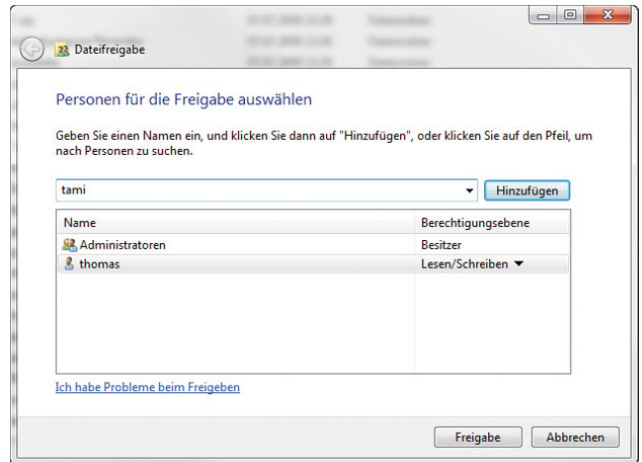 Dateifreigabe
Personen für die Freigabe auswählen
Geben Sie einen Namen ein, und klicken Sie dann auf "Hinzufügen", oder klicken Sie auf den Pfeil, um
nach Personen zu suchen.
tami Hinzufügen
Name Berechtigungsebene
Administratoren Besitzer
thomas Lesen/Schreiben
Ich habe Probleme beim Freigeben
Freigabe Abbrechen